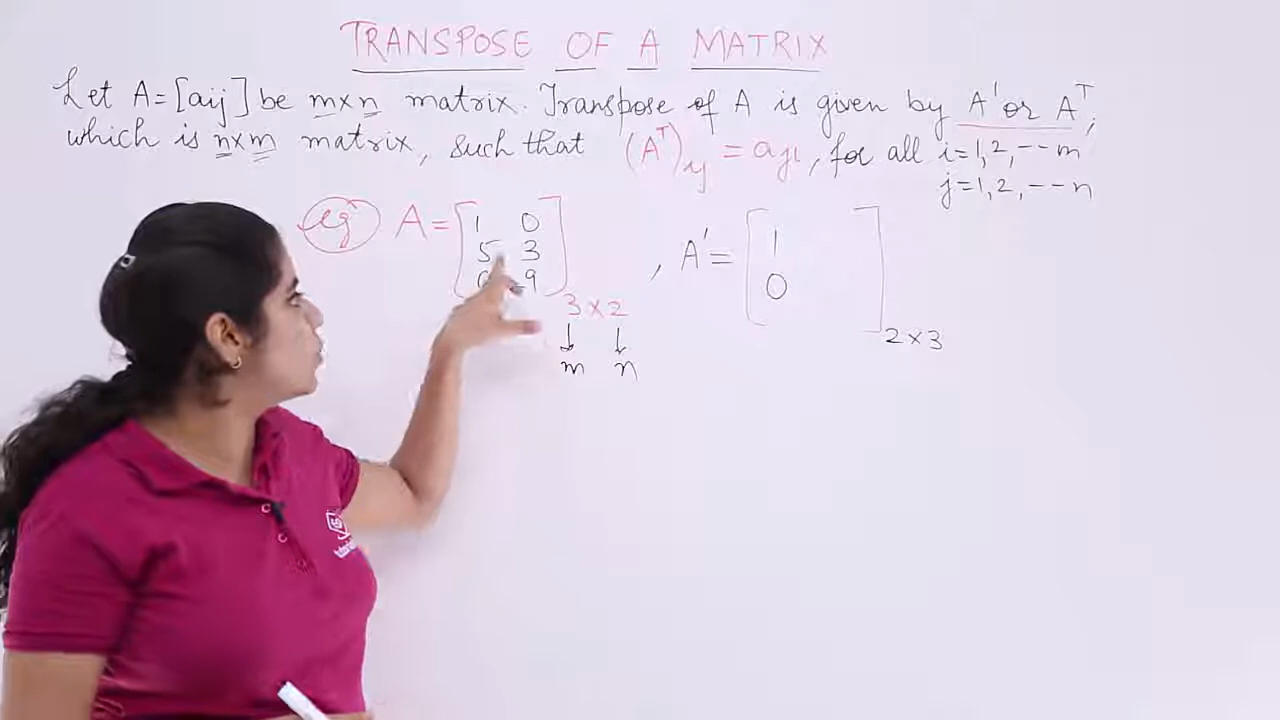 TRANSPOSE OF A MATRIX
Let A=[aij] be m×n matrix. Transpose of A is given by A' or Aᵀ;
which is n×m matrix, such that (Aᵀ)ij = aji, for all i=1,2,--m
j=1,2,--n
eg A=[1 0
5 3
9] 3×2
m n
, A'=[1
0] 2×3